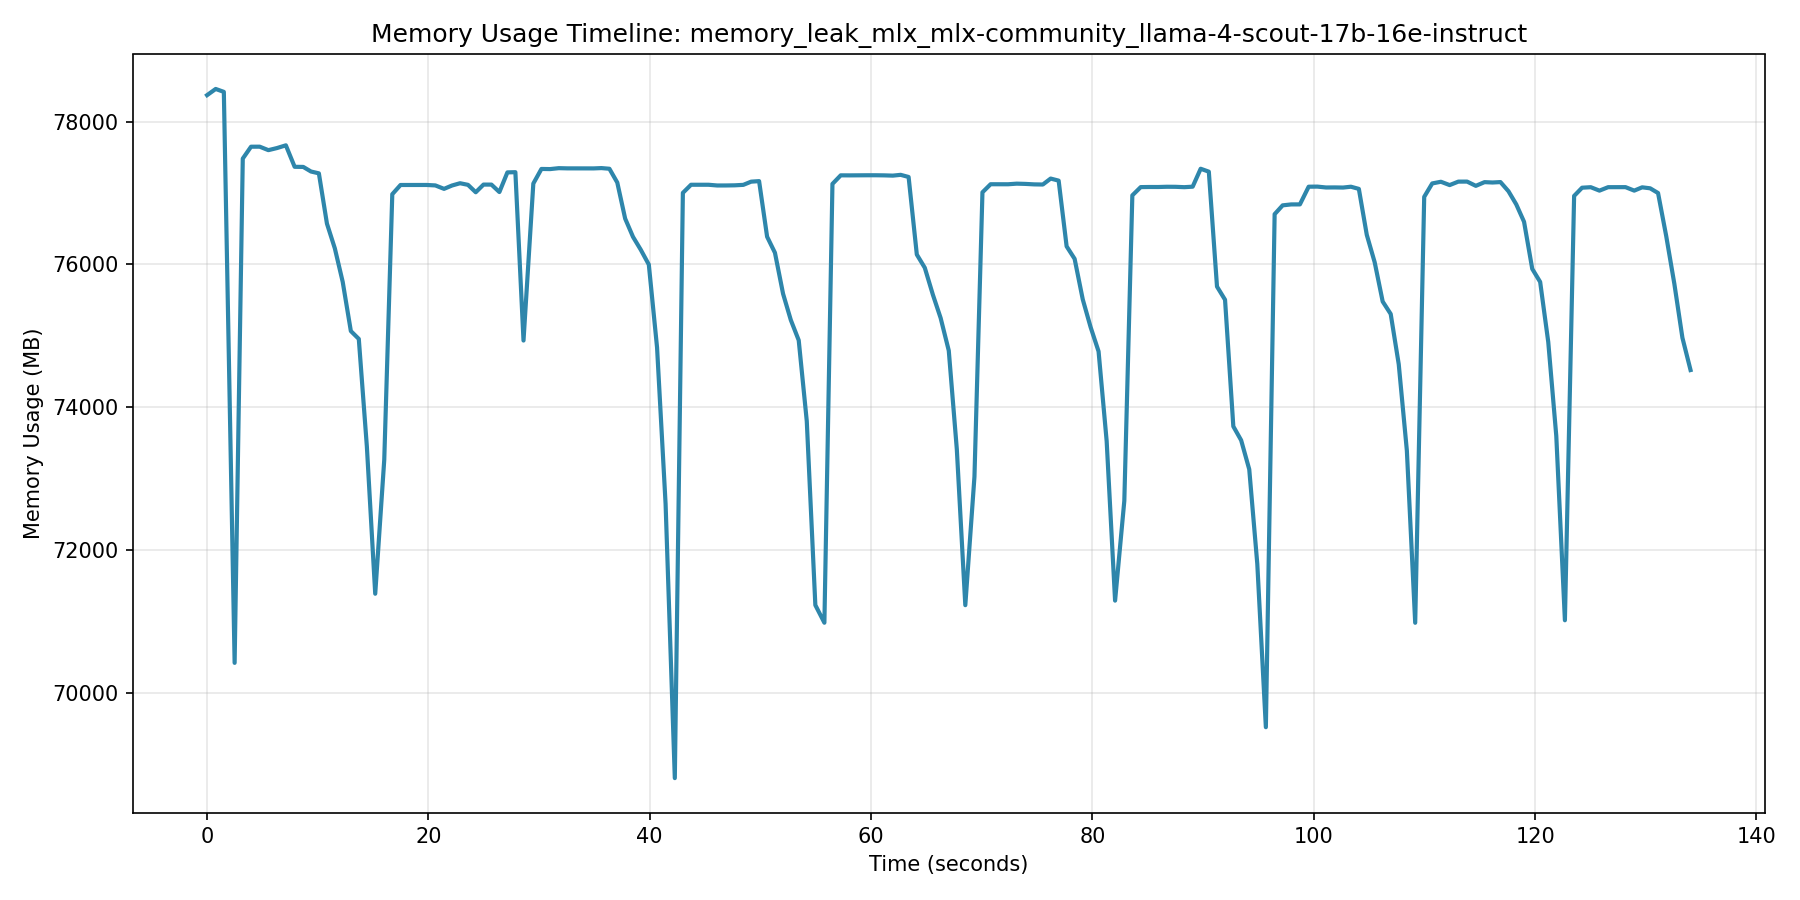 Memory Usage Timeline: memory_leak_mlx_mlx-community_llama-4-scout-17b-16e-instruct
Memory Usage (MB)
78000
76000
74000
72000
70000
0 20 40 60 80 100 120 140
Time (seconds)